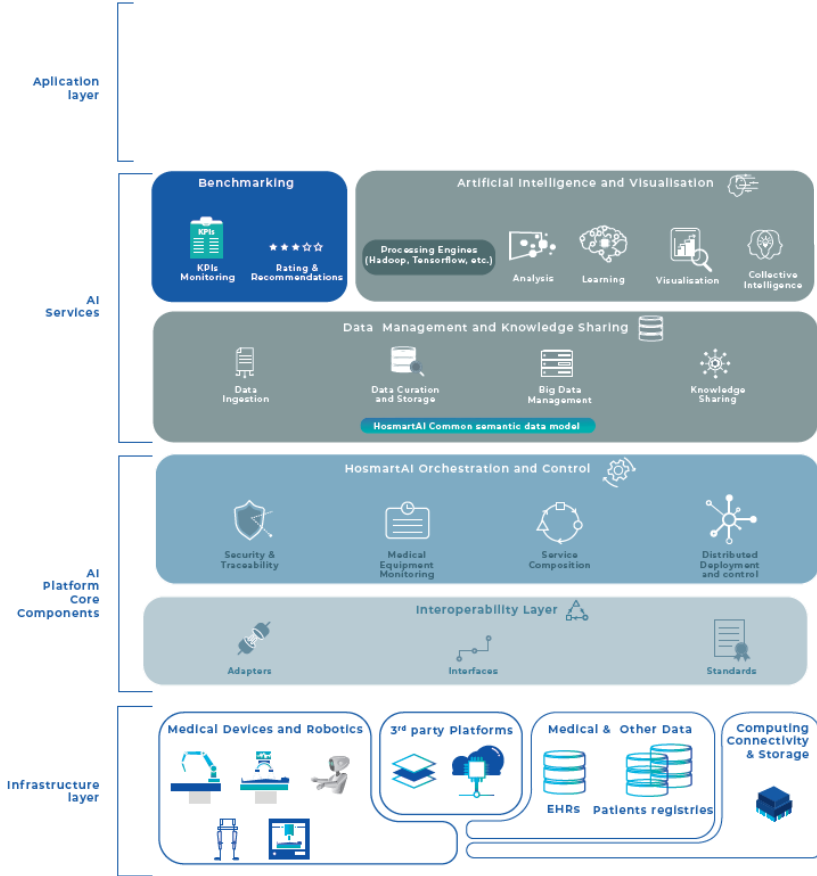 Aplication
layer
AI
Services
Benchmarking
KPIs
KPIs
Monitoring
Rating &
Recommendations
Artificial Intelligence and Visualisation
Processing Engines
(Hadoop, Tensorflow, etc.)
Analysis
Learning
Visualisation
Collective
Intelligence
Data Management and Knowledge Sharing
Data
Ingestion
Data Curation
and Storage
Big Data
Management
Knowledge
Sharing
HosmartAI Common semantic data model
AI
Platform
Core
Components
HosmartAI Orchestration and Control
Security &
Traceability
Medical
Equipment
Monitoring
Service
Composition
Distributed
Deployment
and control
Interoperability Layer
Adapters
Interfaces
Standards
Infrastructure
layer
Medical Devices and Robotics
3rd party Platforms
Medical & Other Data
EHRs
Patients registries
Computing
Connectivity
& Storage